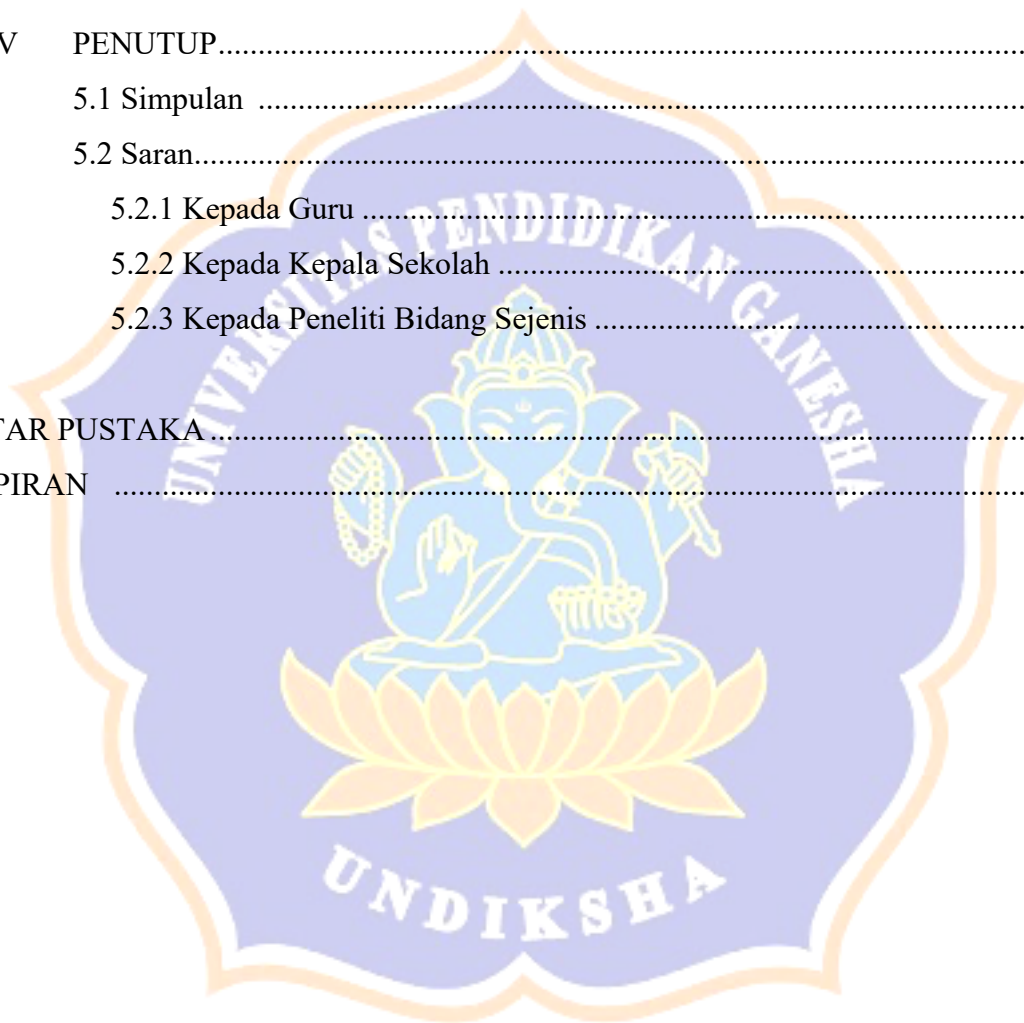 V PENUTUP..........................................................................................................
5.1 Simpulan ....................................................................................................
5.2 Saran..........................................................................................................
5.2.1 Kepada Guru ......................................................................................
5.2.2 Kepada Kepala Sekolah .....................................................................
5.2.3 Kepada Peneliti Bidang Sejenis .........................................................
TAR PUSTAKA..........................................................................................................
PIRAN ....................................................................................................................
UNIVERSITAS PENDIDIKAN GANESHA
UNDIKSHA